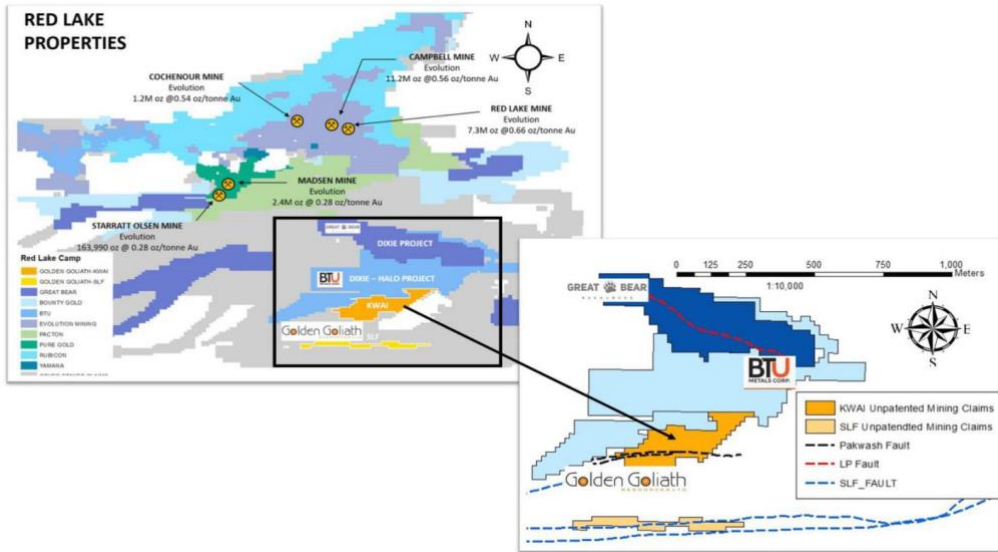 RED LAKE
PROPERTIES
N
W E
S
CAMPBELL MINE
Evolution
11.2M oz @0.56 oz/tonne Au
COCHENOUR MINE
Evolution
1.2M oz @0.54 oz/tonne Au
RED LAKE MINE
Evolution
7.3M oz @0.66 oz/tonne Au
MADSEN MINE
Evolution
2.4M oz @ 0.28 oz/tonne Au
STARRATT OLSEN MINE
Evolution
163,990 oz @ 0.28 oz/tonne Au
GREAT BEAR
DIXIE PROJECT
BTU
DIXIE – HALO PROJECT
KWAI
Golden Goliath
SLF
Red Lake Camp
GOLDEN GOLIATH-KWAI
GOLDEN GOLIATH-SLF
GREAT BEAR
BOUNTY GOLD
BTU
EVOLUTION MINING
PACTON
PURE GOLD
RUBICON
YAMANA
0 125 250 500 750 1,000
Meters
1:10,000
GREAT BEAR
N
W E
S
BTU
METALS CORP.
KWAI Unpatented Mining Claims
SLF Unpatendted Mining Claims
Pakwash Fault
LP Fault
SLF_FAULT
Golden Goliath
RESOURCES LTD